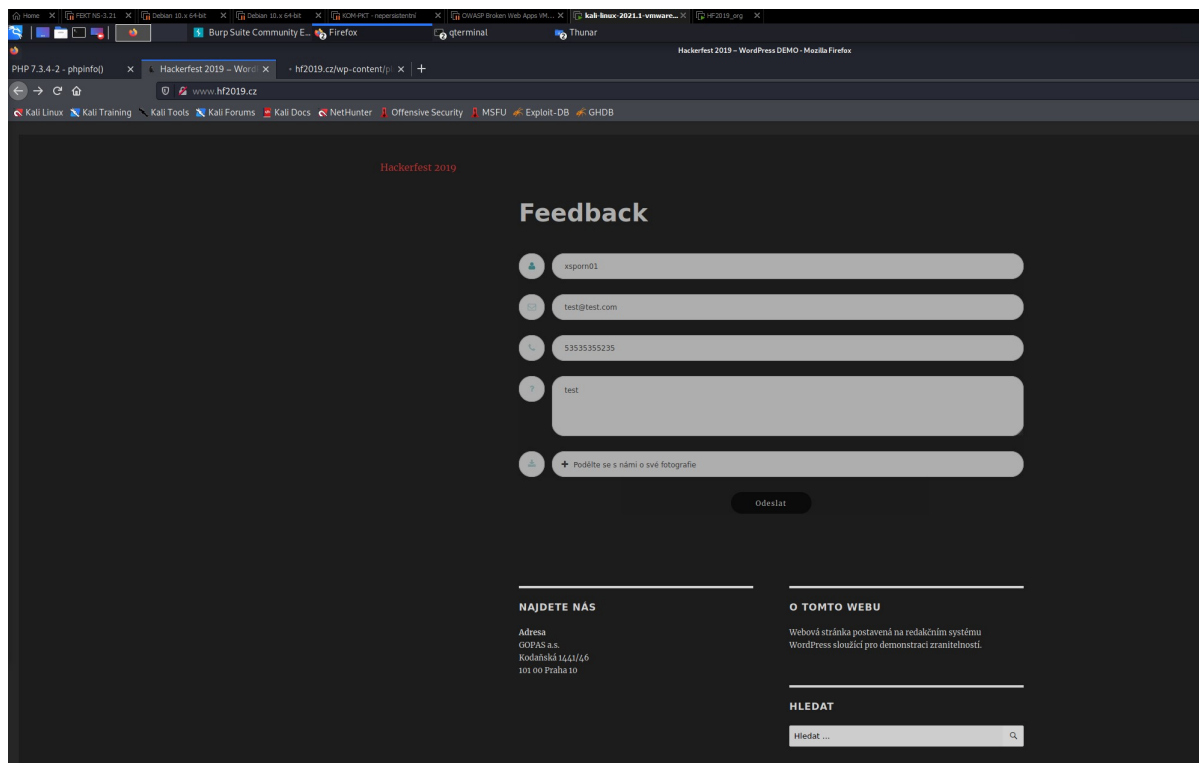 Home FEKT NS-3.21 Debian 10.x 64-bit Debian 10.x 64-bit KOM-PKT - nepersistentni OWASP Broken Web Apps VM... kali-linux-2021.1-vmware... HF2019_org
Burp Suite Community E... Firefox qterminal Thunar
Hackerfest 2019 – WordPress DEMO - Mozilla Firefox
PHP 7.3.4-2 - phpinfo() Hackerfest 2019 – Word hf2019.cz/wp-content/pl
www.hf2019.cz
Kali Linux Kali Training Kali Tools Kali Forums Kali Docs NetHunter Offensive Security MSFU Exploit-DB GHDB
Hackerfest 2019
Feedback
xsporn01
test@test.com
53535355235
test
Podělte se s námi o své fotografie
Odeslat
NAJDETE NÁS
Adresa
GOPAS a.s.
Kodaňská 1441/46
101 00 Praha 10
O TOMTO WEBU
Webová stránka postavená na redakčním systému
WordPress sloužící pro demonstraci zranitelností.
HLEDAT
Hledat ...